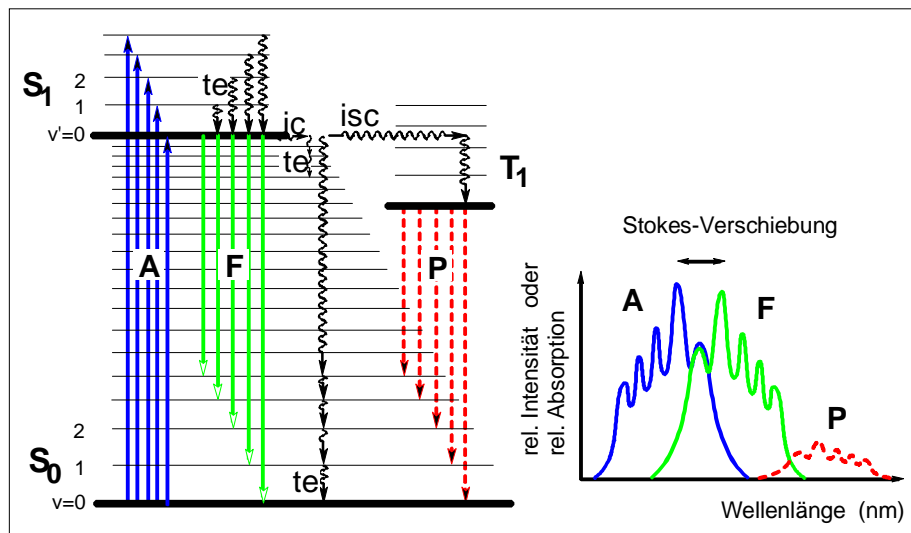 te
S1
2
1
v'=0
ic
isc
te
T1
A
F
P
2
S0
1
te
v=0
Stokes-Verschiebung
rel. Intensität oder
rel. Absorption
A
F
P
Wellenlänge (nm)